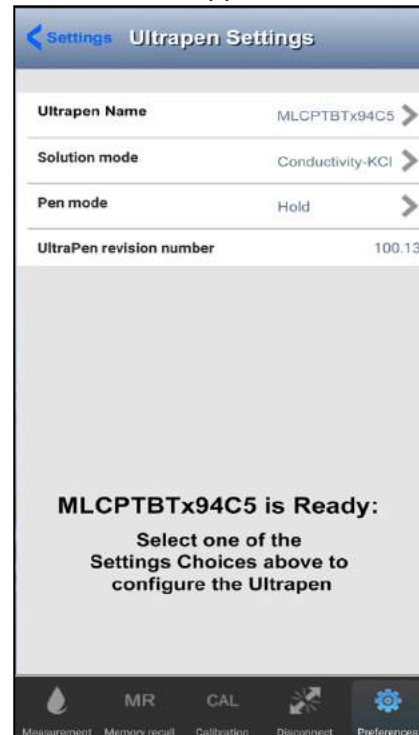 Settings Ultrapen Settings
Ultrapen Name MLCPTBTx94C5
Solution mode Conductivity-KCl
Pen mode Hold
UltraPen revision number 100.13
MLCPTBTx94C5 is Ready:
Select one of the
Settings Choices above to
configure the Ultrapen
MR CAL
Measurement Memory recall Calibration Disconnect Preferences